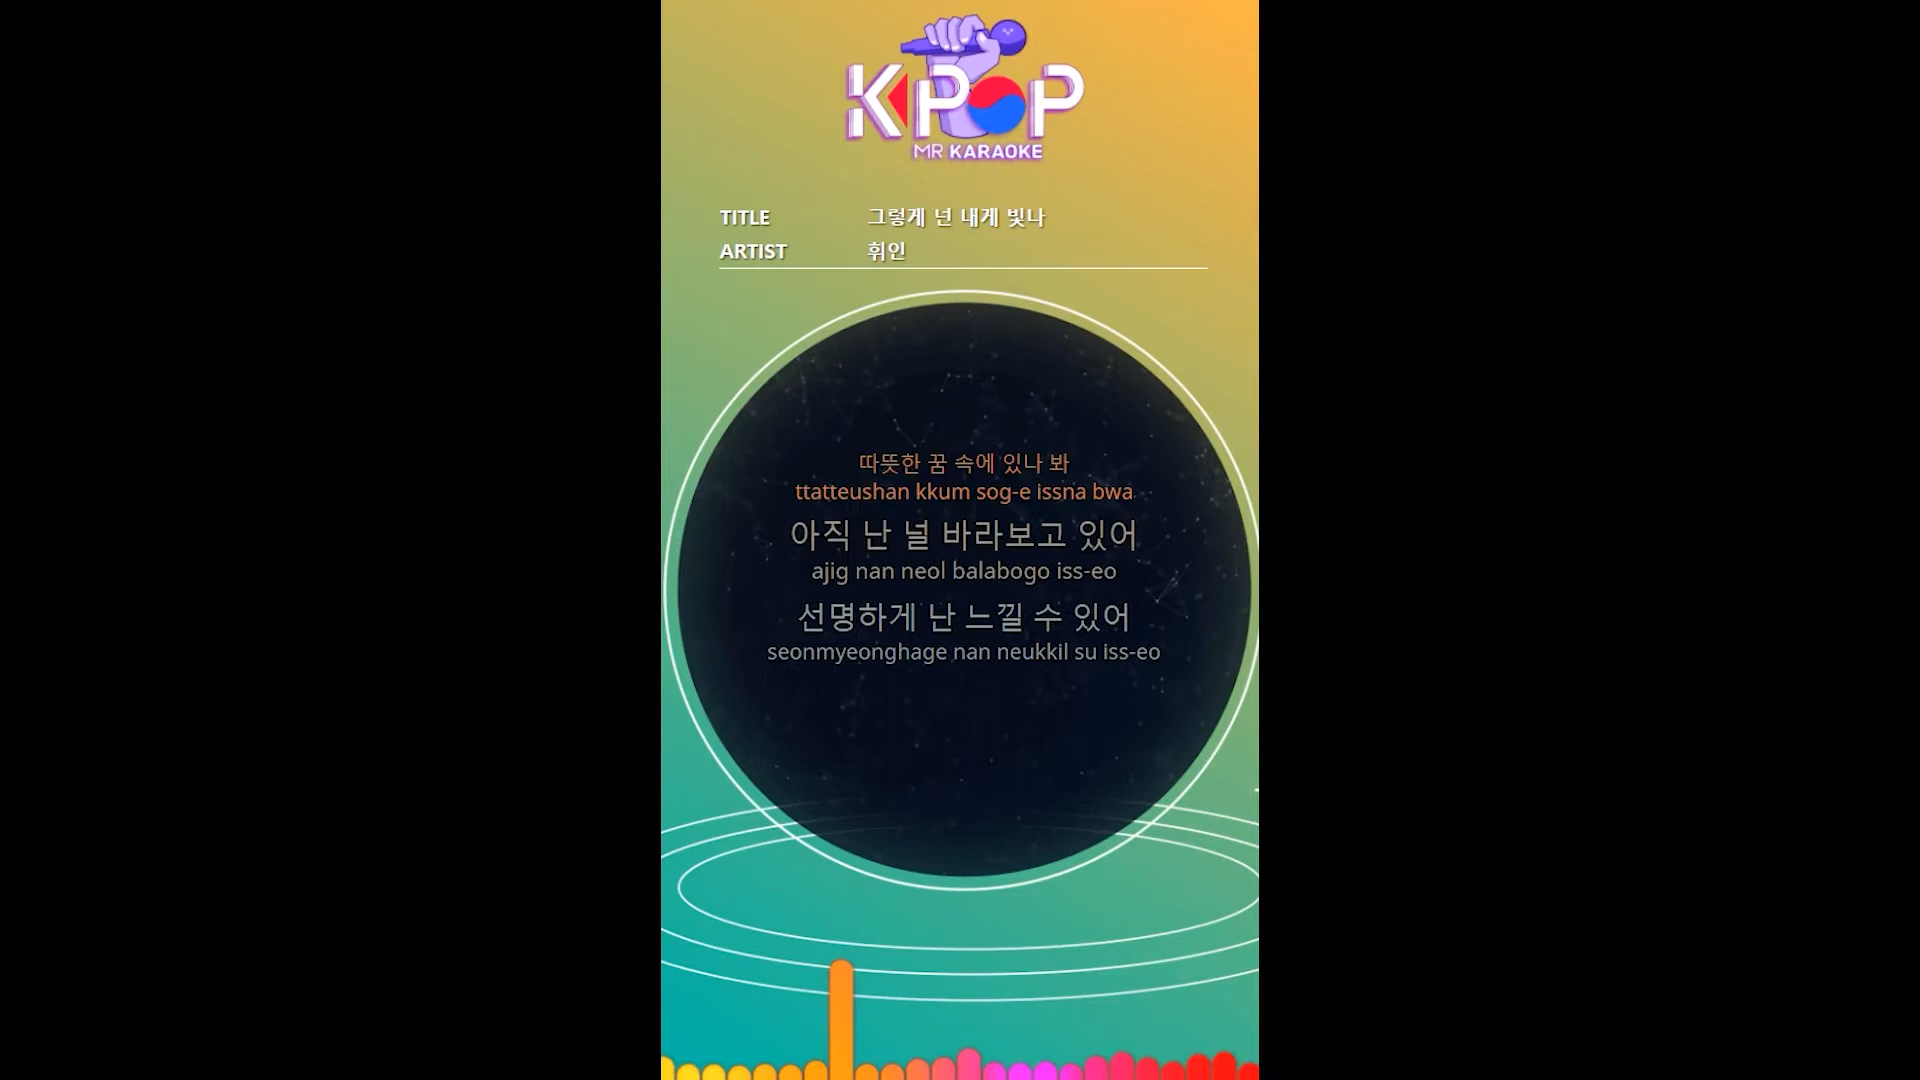 KPOP
MR KARAOKE
TITLE 그렇게 넌 내게 빛나
ARTIST 휘인
따뜻한 꿈 속에 있나 봐
ttatteushan kkum sog-e issna bwa
아직 난 널 바라보고 있어
ajig nan neol balabogo iss-eo
선명하게 난 느낄 수 있어
seonmyeonghage nan neukkil su iss-eo